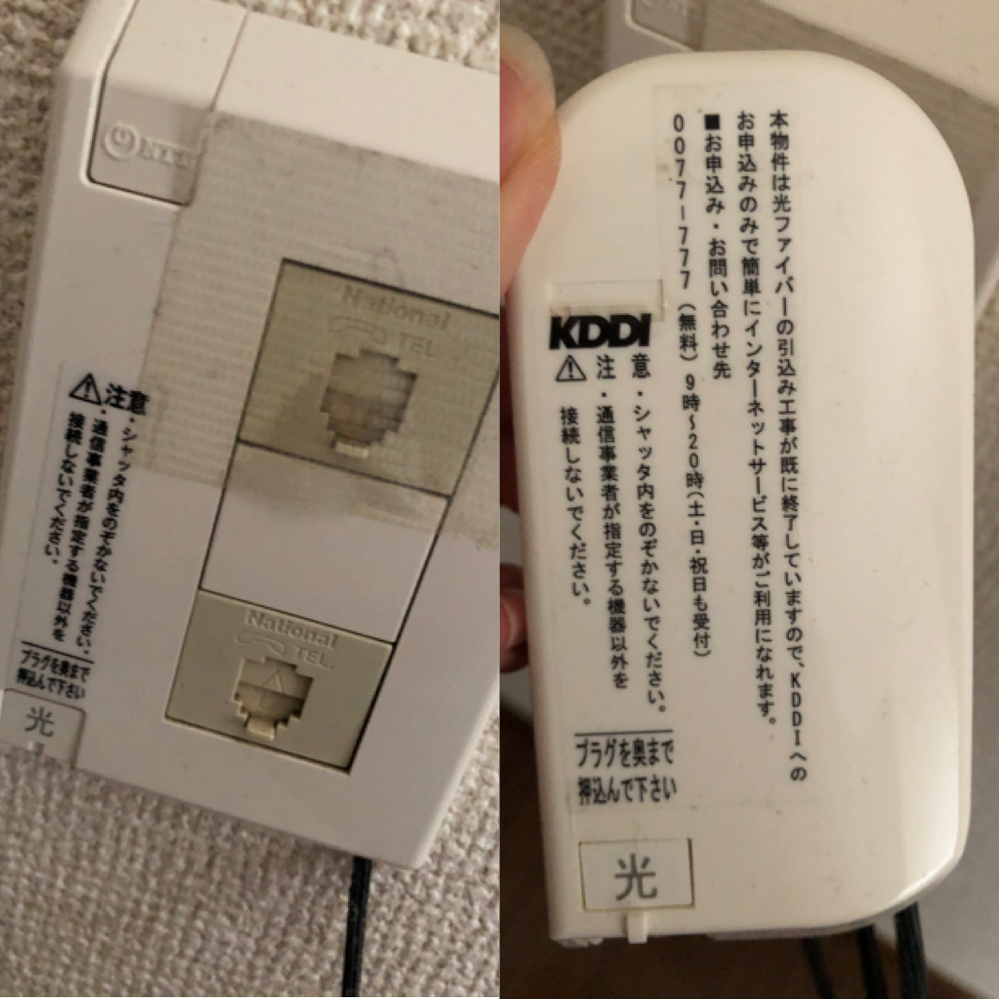 NTT
National
TEL
National
TEL.
⚠注意
・シャッタ内をのぞかないでください。
・通信事業者が指定する機器以外を
接続しないでください。
プラグを奥まで
押込んで下さい
光
本物件は光ファイバーの引込み工事が既に終了していますので、KDDIへの
お申込みのみで簡単にインターネットサービス等がご利用になれます。
■お申込み・お問い合わせ先
0077-777（無料）9時～20時（土・日・祝日も受付）
KDDI
⚠注意
・シャッタ内をのぞかないでください。
・通信事業者が指定する機器以外を
接続しないでください。
プラグを奥まで
押込んで下さい
光